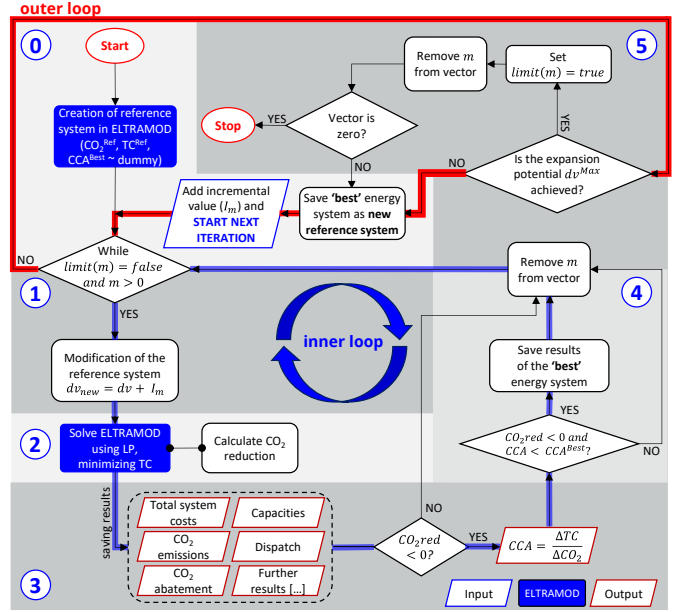 outer loop
0
Start
Creation of reference
system in ELTRAMOD
(CO₂ᴿᵉᶠ, TCᴿᵉᶠ,
CCAᴮᵉˢᵗ ~ dummy)
5
Remove m
from vector
Set
limit(m) = true
YES
Vector is
zero?
YES
Stop
NO
Is the expansion
potential dvᴹᵃˣ
achieved?
NO
Save ‘best’ energy
system as new
reference system
Add incremental
value (Iₘ) and
START NEXT
ITERATION
While
limit(m) = false
and m > 0
NO
1
YES
Modification of the
reference system
dvₙₑw = dv + Iₘ
inner loop
Remove m
from vector
4
Save results
of the ‘best’
energy system
YES
CO₂red < 0 and
CCA < CCAᴮᵉˢᵗ?
NO
2
Solve ELTRAMOD
using LP,
minimizing TC
Calculate CO₂
reduction
saving results
Total system
costs
Capacities
CO₂
emissions
Dispatch
CO₂
abatement
Further
results [...]
NO
CO₂red
< 0?
YES
CCA = ΔTC / ΔCO₂
3
Input
ELTRAMOD
Output